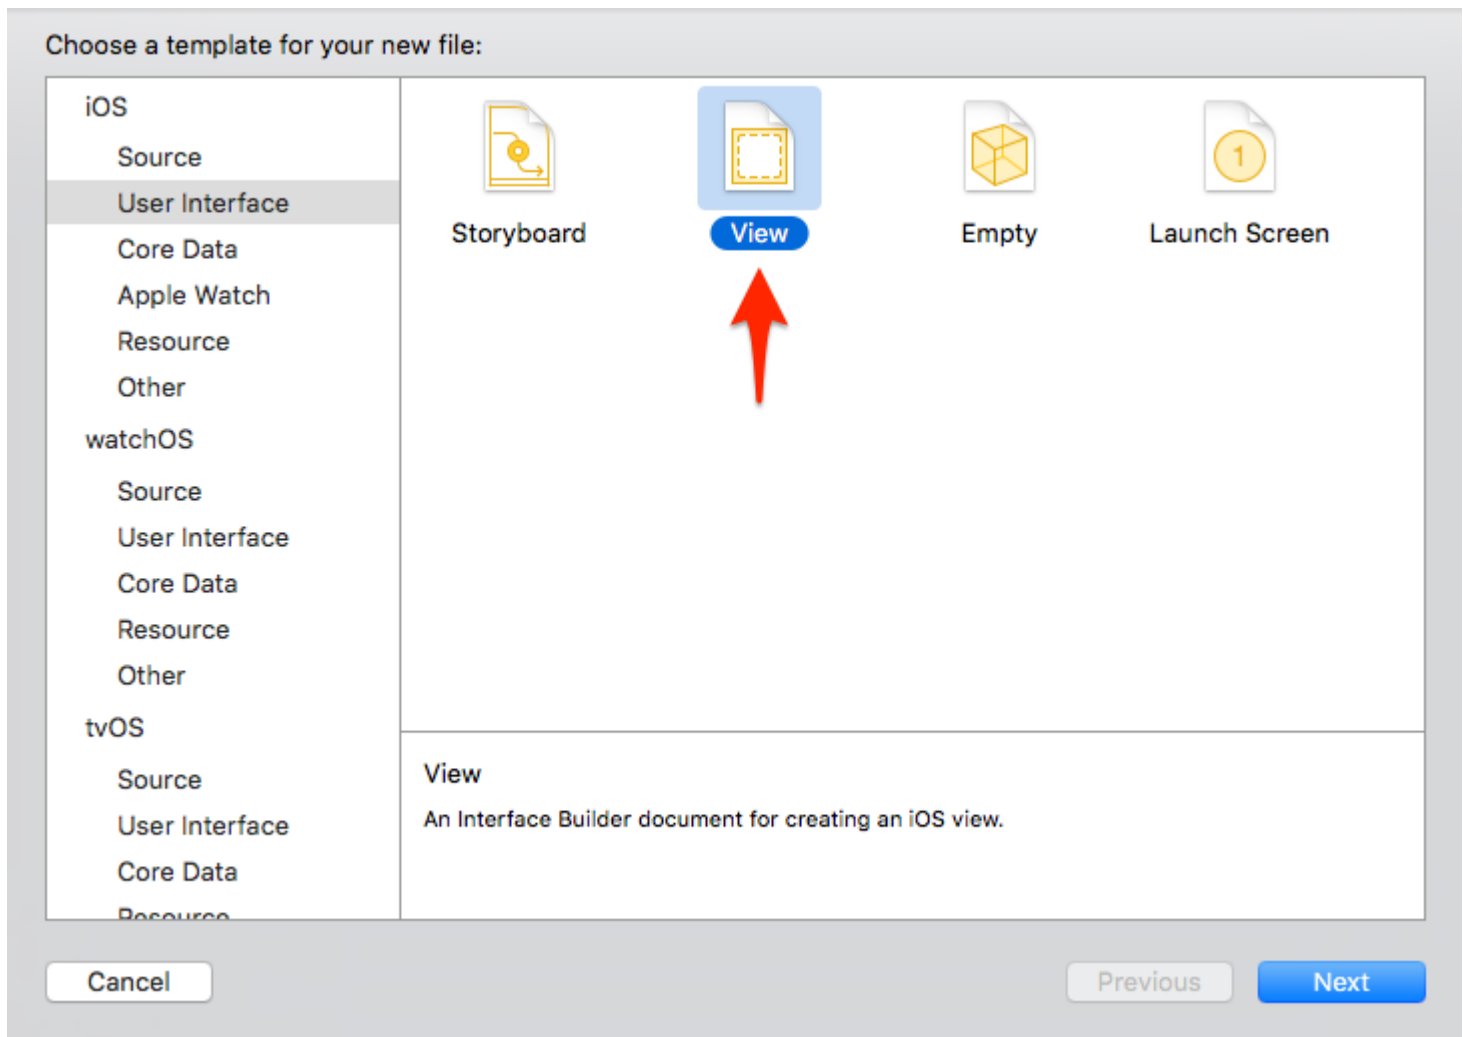 Choose a template for your new file:
iOS
Source
User Interface
Core Data
Apple Watch
Resource
Other
watchOS
Source
User Interface
Core Data
Resource
Other
tvOS
Source
User Interface
Core Data
Resource
Storyboard
View
Empty
1
Launch Screen
View
An Interface Builder document for creating an iOS view.
Cancel
Previous
Next